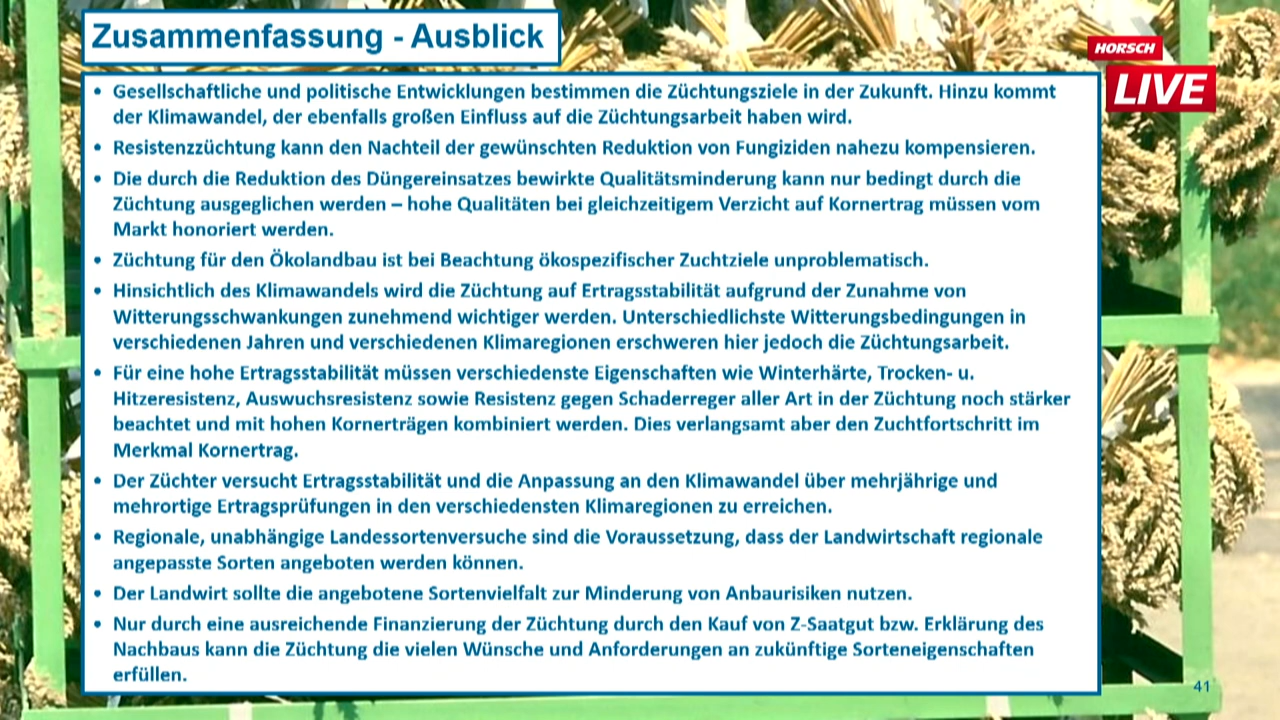 Zusammenfassung - Ausblick
HORSCH
LIVE
• Gesellschaftliche und politische Entwicklungen bestimmen die Züchtungsziele in der Zukunft. Hinzu kommt
der Klimawandel, der ebenfalls großen Einfluss auf die Züchtungsarbeit haben wird.
• Resistenzzüchtung kann den Nachteil der gewünschten Reduktion von Fungiziden nahezu kompensieren.
• Die durch die Reduktion des Düngereinsatzes bewirkte Qualitätsminderung kann nur bedingt durch die
Züchtung ausgeglichen werden – hohe Qualitäten bei gleichzeitigem Verzicht auf Kornertrag müssen vom
Markt honoriert werden.
• Züchtung für den Ökolandbau ist bei Beachtung ökospezifischer Zuchtziele unproblematisch.
• Hinsichtlich des Klimawandels wird die Züchtung auf Ertragsstabilität aufgrund der Zunahme von
Witterungsschwankungen zunehmend wichtiger werden. Unterschiedlichste Witterungsbedingungen in
verschiedenen Jahren und verschiedenen Klimaregionen erschweren hier jedoch die Züchtungsarbeit.
• Für eine hohe Ertragsstabilität müssen verschiedenste Eigenschaften wie Winterhärte, Trocken- u.
Hitzeresistenz, Auswuchsresistenz sowie Resistenz gegen Schaderreger aller Art in der Züchtung noch stärker
beachtet und mit hohen Kornerträgen kombiniert werden. Dies verlangsamt aber den Zuchtfortschritt im
Merkmal Kornertrag.
• Der Züchter versucht Ertragsstabilität und die Anpassung an den Klimawandel über mehrjährige und
mehrortige Ertragsprüfungen in den verschiedensten Klimaregionen zu erreichen.
• Regionale, unabhängige Landessortenversuche sind die Voraussetzung, dass der Landwirtschaft regionale
angepasste Sorten angeboten werden können.
• Der Landwirt sollte die angebotene Sortenvielfalt zur Minderung von Anbaurisiken nutzen.
• Nur durch eine ausreichende Finanzierung der Züchtung durch den Kauf von Z-Saatgut bzw. Erklärung des
Nachbaus kann die Züchtung die vielen Wünsche und Anforderungen an zukünftige Sorteneigenschaften
erfüllen.
41